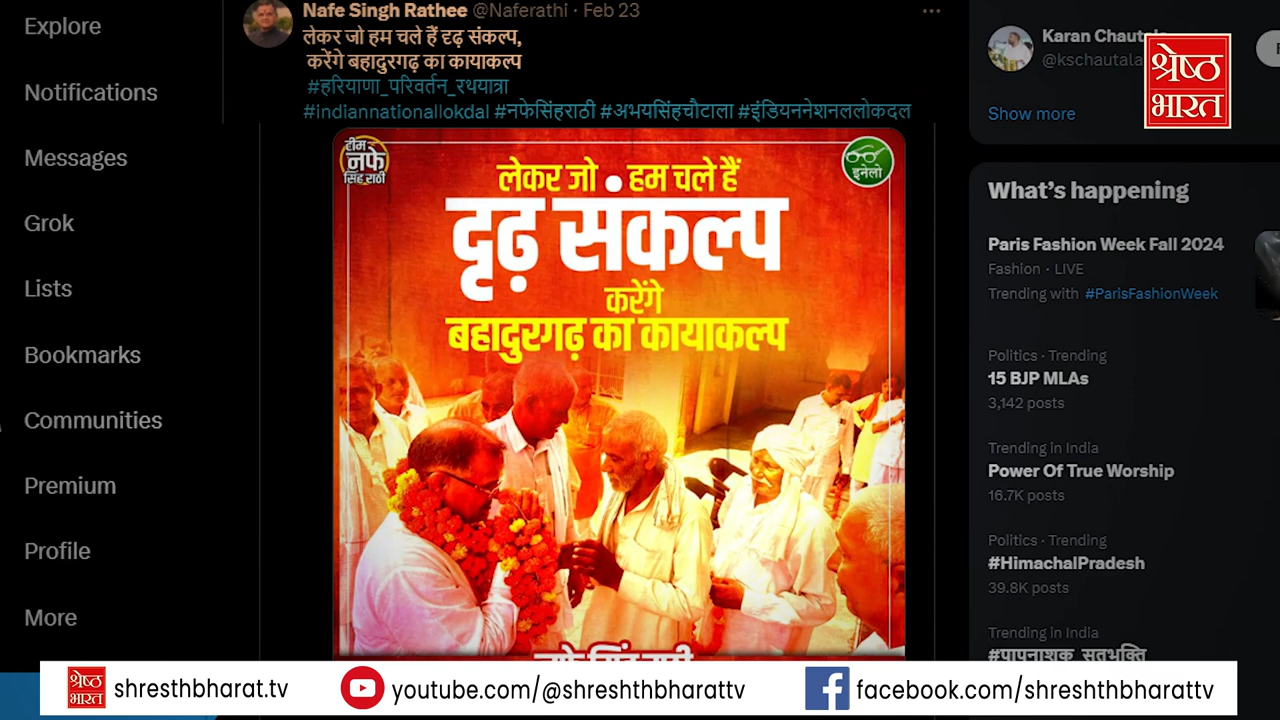 Explore
Notifications
Messages
Grok
Lists
Bookmarks
Communities
Premium
Profile
More
Nafe Singh Rathee @Naferathi · Feb 23
लेकर जो हम चले हैं दृढ़ संकल्प,
करेंगे बहादुरगढ़ का कायाकल्प
#हरियाणा_परिवर्तन_रथयात्रा
#indiannationallokdal #नफेसिंहराठी #अभयसिंहचौटाला #इंडियननेशनललोकदल
टीम
नफे
सिंह राठी
इनेलो
लेकर जो हम चले हैं
दृढ़ संकल्प
करेंगे
बहादुरगढ़ का कायाकल्प
नफे सिंह राठी
Karan Chautala
@kschautala
Show more
श्रेष्ठ
भारत
What's happening
Paris Fashion Week Fall 2024
Fashion · LIVE
Trending with #ParisFashionWeek
Politics · Trending
15 BJP MLAs
3,142 posts
Trending in India
Power Of True Worship
16.7K posts
Politics · Trending
#HimachalPradesh
39.8K posts
Trending in India
#पापनाशक_सतभक्ति
श्रेष्ठ
भारत
shresthbharat.tv
youtube.com/@shreshthbharattv
facebook.com/shreshthbharattv